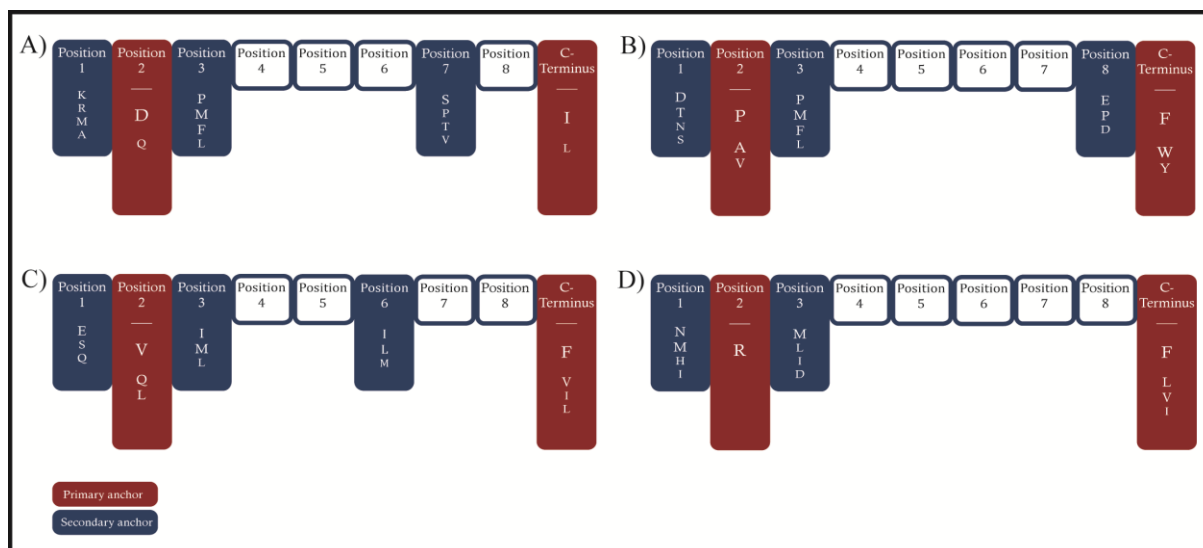 A)
Position 1 K R M A
Position 2 D Q
Position 3 P M F L
Position 4
Position 5
Position 6
Position 7 S P T V
Position 8
C-Terminus I L
B)
Position 1 D T N S
Position 2 P A V
Position 3 P M F L
Position 4
Position 5
Position 6
Position 7
Position 8 E P D
C-Terminus F W Y
C)
Position 1 E S Q
Position 2 V Q L
Position 3 I M L
Position 4
Position 5
Position 6 I L M
Position 7
Position 8
C-Terminus F V I L
D)
Position 1 N M H I
Position 2 R
Position 3 M L I D
Position 4
Position 5
Position 6
Position 7
Position 8
C-Terminus F L V I
Primary anchor
Secondary anchor